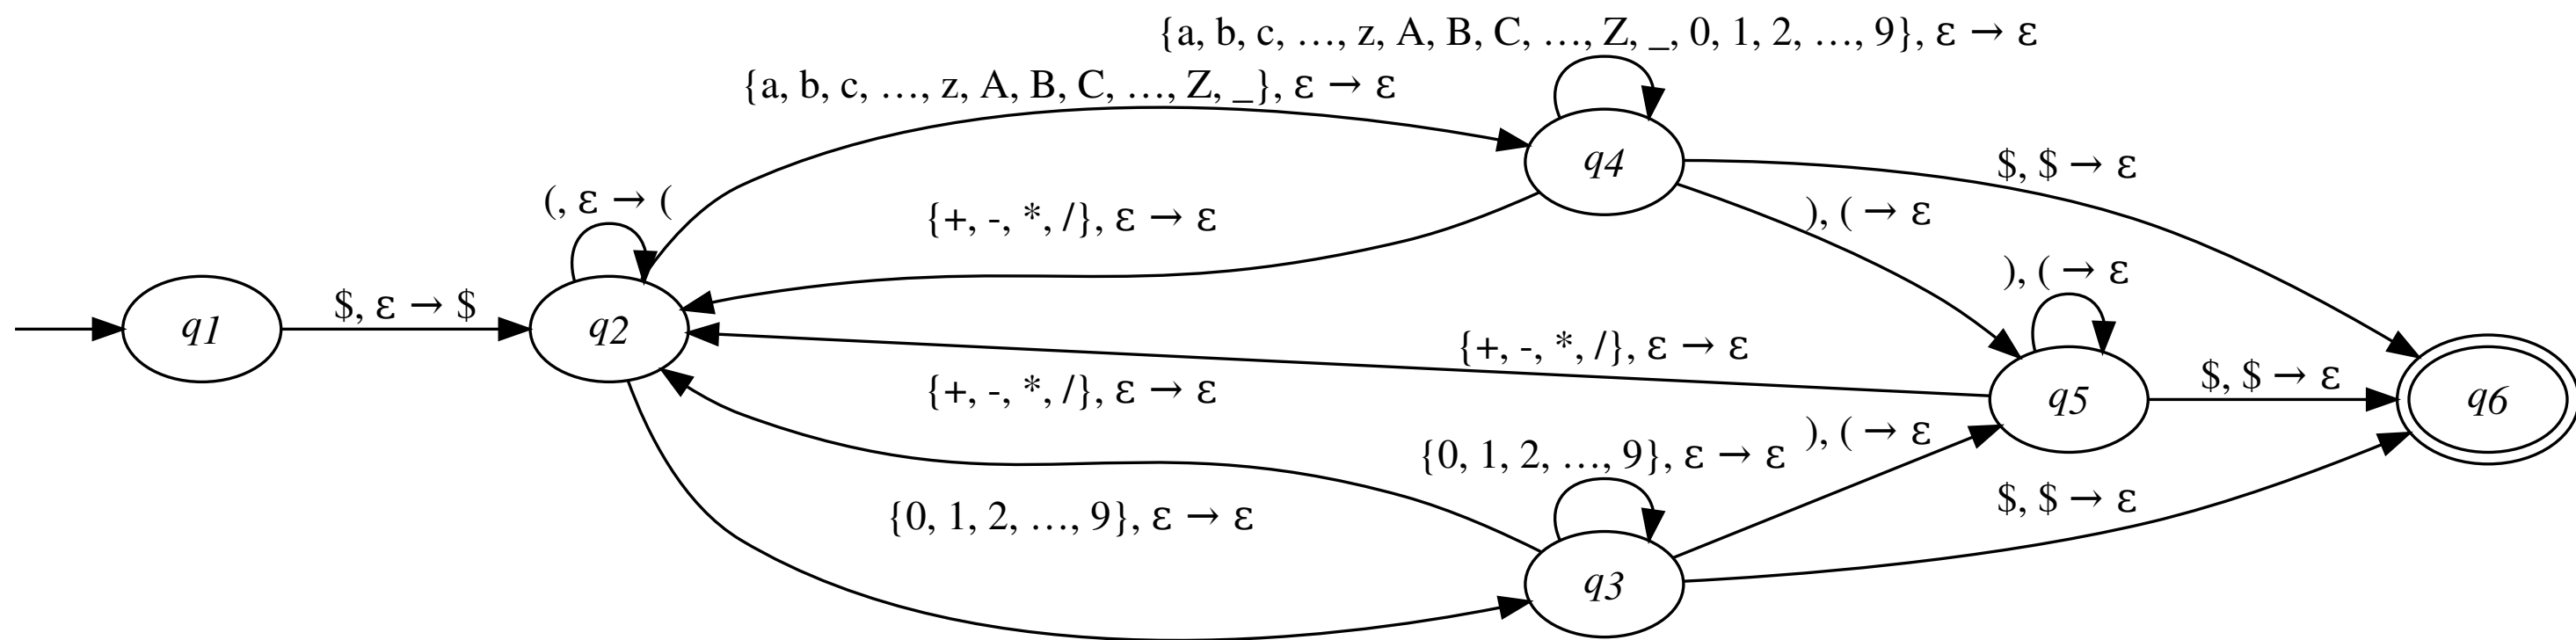 {a, b, c, …, z, A, B, C, …, Z, _, 0, 1, 2, …, 9}, ε → ε
{a, b, c, …, z, A, B, C, …, Z, _}, ε → ε
q4
$, $ → ε
(, ε → (
{+, -, *, /}, ε → ε
), ( → ε
), ( → ε
$, ε → $
q1
q2
{+, -, *, /}, ε → ε
{+, -, *, /}, ε → ε
$, $ → ε
q5
q6
), ( → ε
{0, 1, 2, …, 9}, ε → ε
{0, 1, 2, …, 9}, ε → ε
$, $ → ε
q3